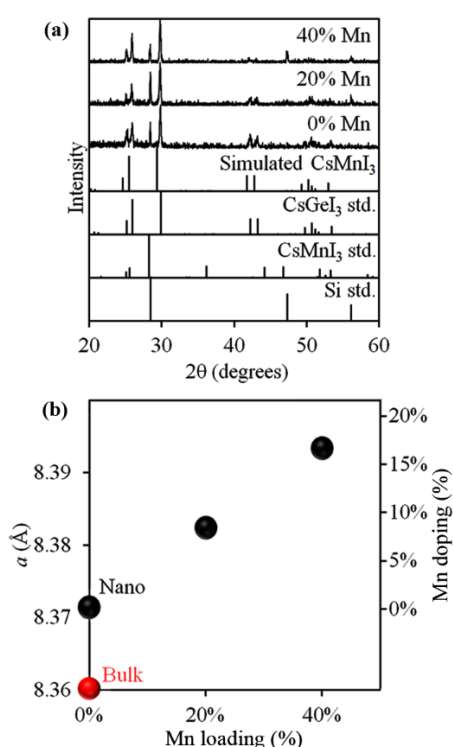 (a)
40% Mn
20% Mn
0% Mn
Simulated CsMnI₃
CsGeI₃ std.
CsMnI₃ std.
Si std.
Intensity
20 30 40 50 60
2θ (degrees)
(b)
8.39
8.38
8.37
8.36
a (Å)
Nano
Bulk
20%
15%
10%
5%
0%
Mn doping (%)
0% 20% 40%
Mn loading (%)